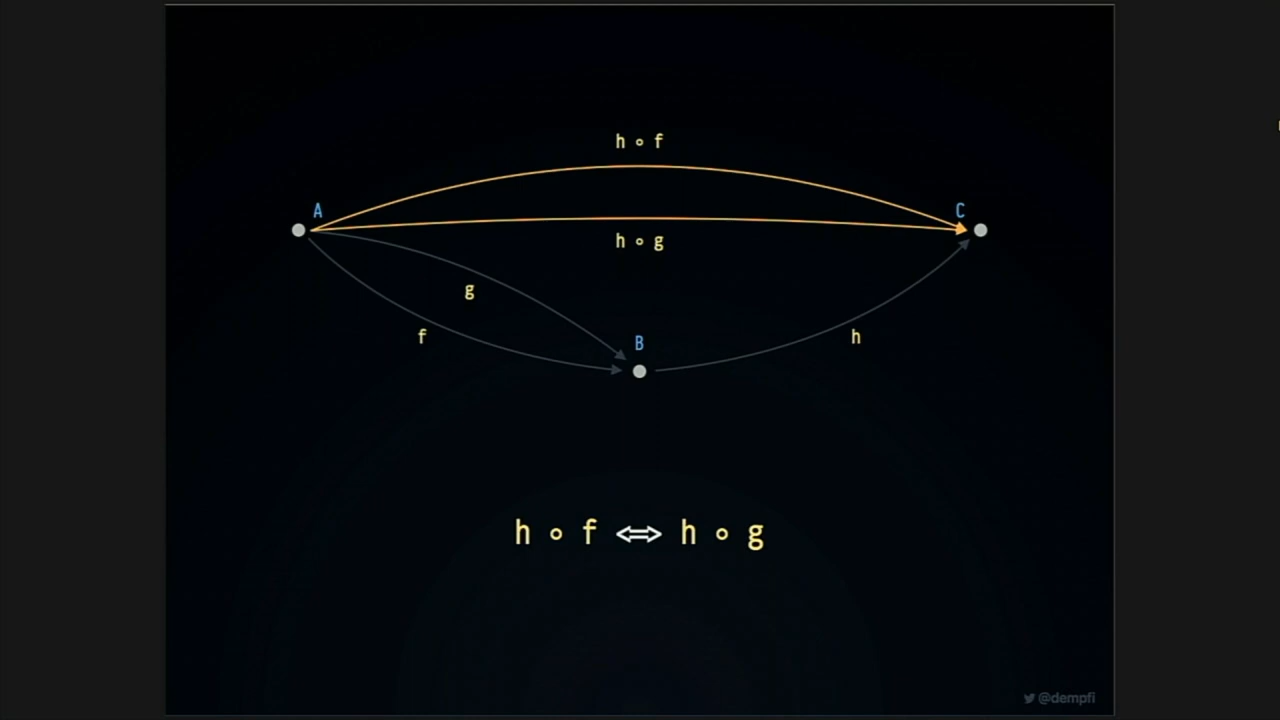 h ∘ f
A
C
h ∘ g
g
f
B
h
h ∘ f ⇔ h ∘ g
@dempfi